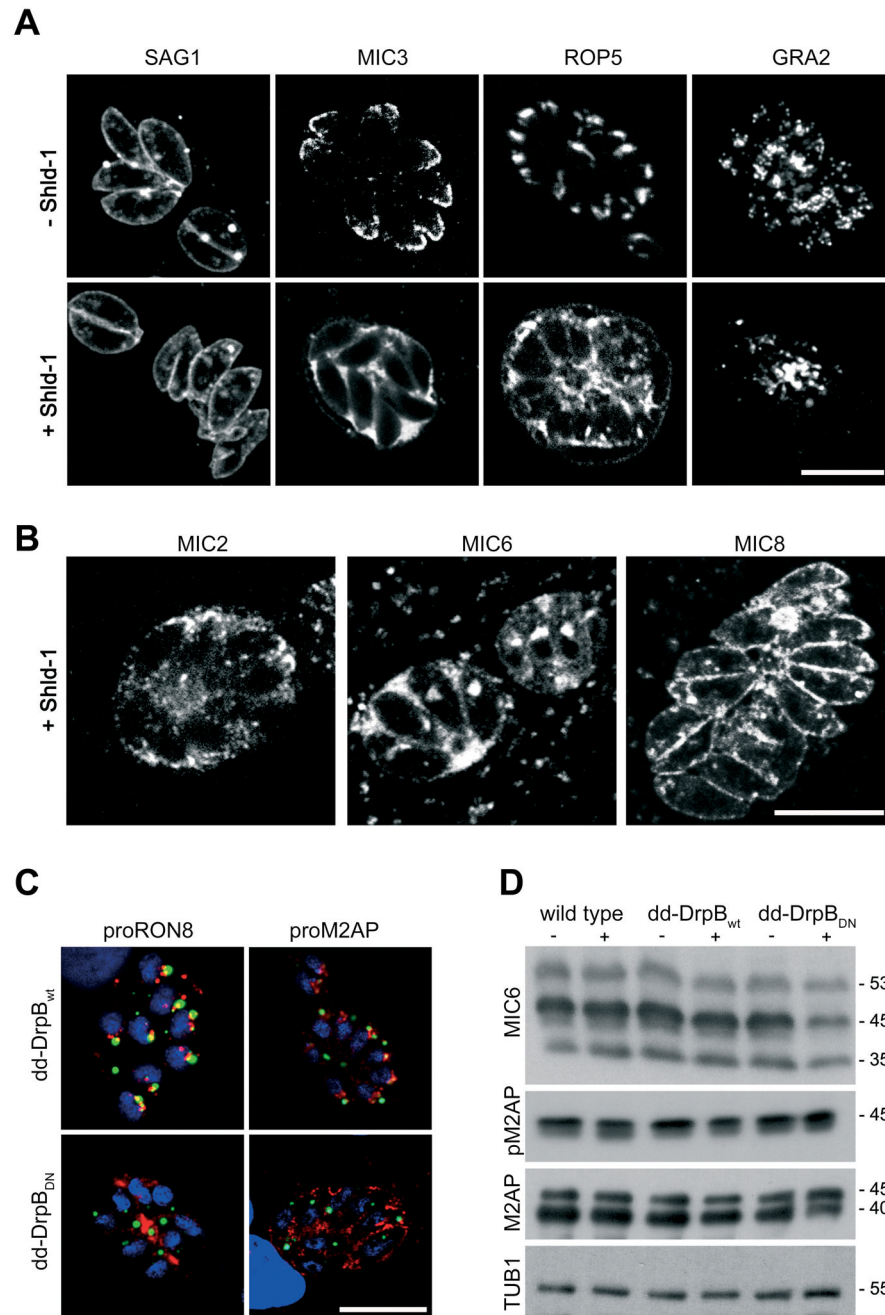 A
SAG1 MIC3 ROP5 GRA2
- Shld-1
+ Shld-1
B
MIC2 MIC6 MIC8
+ Shld-1
C
proRON8 proM2AP
dd-DrpBwt
dd-DrpBDN
D
wild type dd-DrpBwt dd-DrpBDN
- + - + - +
MIC6
- 53
- 45
- 35
pM2AP
- 45
M2AP
- 45
- 40
TUB1
- 55